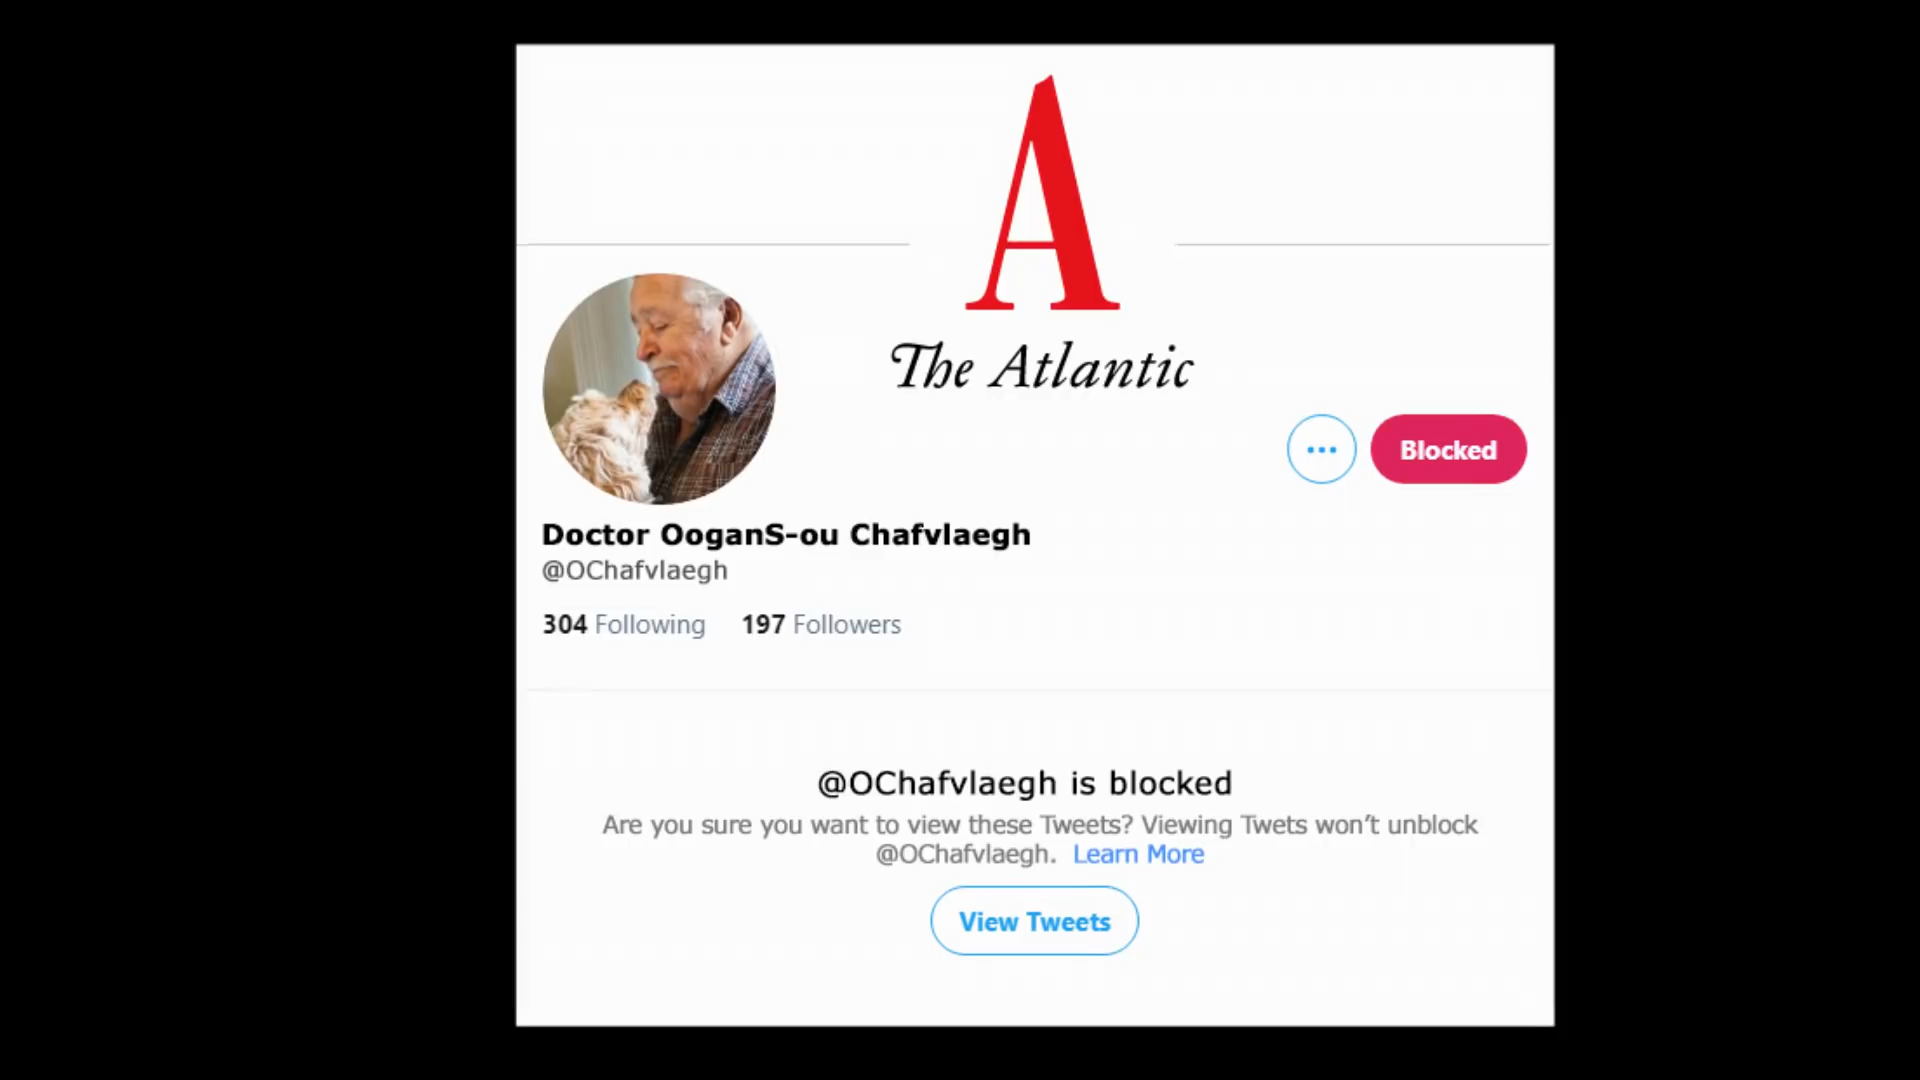 A
The Atlantic
Blocked
Doctor OoganS-ou Chafvlaegh
@OChafvlaegh
304 Following 197 Followers
@OChafvlaegh is blocked
Are you sure you want to view these Tweets? Viewing Twets won't unblock
@OChafvlaegh. Learn More
View Tweets